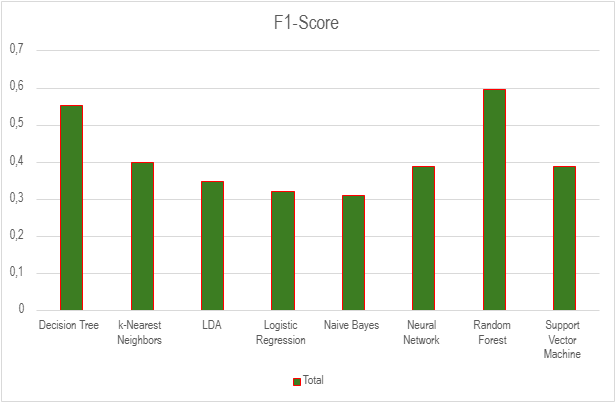 F1-Score
0,7
0,6
0,5
0,4
0,3
0,2
0,1
0
Decision Tree
k-Nearest
Neighbors
LDA
Logistic
Regression
Naive Bayes
Neural
Network
Random
Forest
Support
Vector
Machine
Total